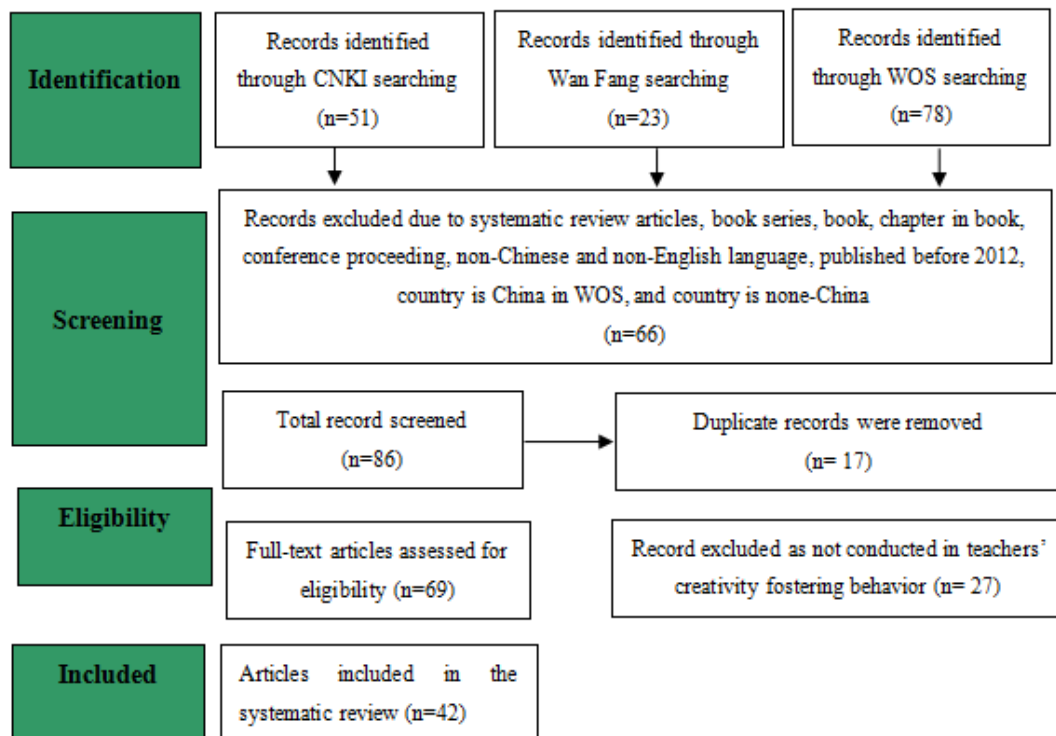 Identification
Records identified
through CNKI searching
(n=51)
Records identified through
Wan Fang searching
(n=23)
Records identified
through WOS searching
(n=78)
Screening
Records excluded due to systematic review articles, book series, book, chapter in book,
conference proceeding, non-Chinese and non-English language, published before 2012,
country is China in WOS, and country is none-China
(n=66)
Total record screened
(n=86)
Duplicate records were removed
(n= 17)
Eligibility
Full-text articles assessed for
eligibility (n=69)
Record excluded as not conducted in teachers’
creativity fostering behavior (n= 27)
Included
Articles included in the
systematic review (n=42)